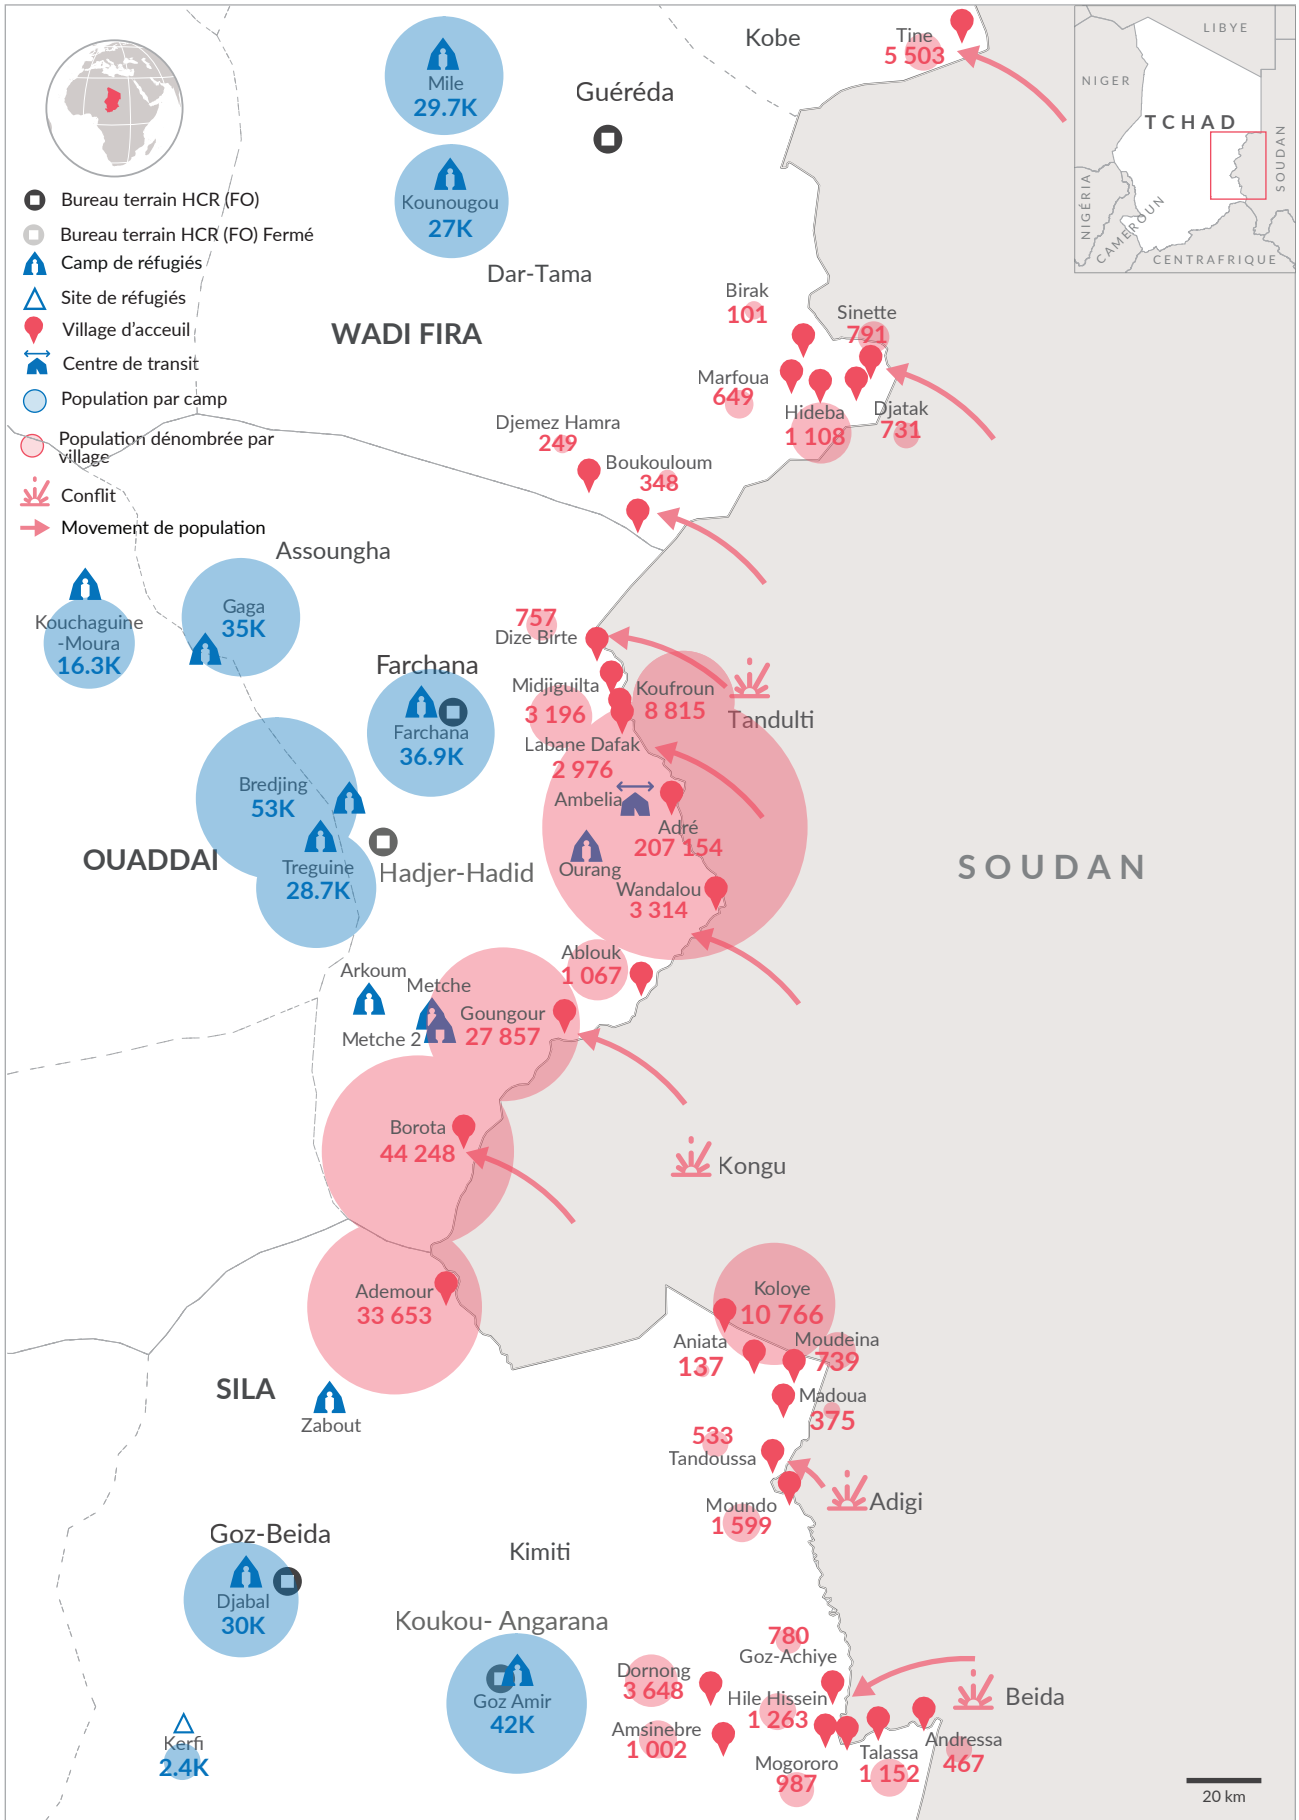 Kobe
Tine
5 503
LIBYE
NIGER
TCHAD
SOUDAN
NIGÉRIA
CAMEROUN
CENTRAFRIQUE
Mile
29.7K
Guéréda
Kounougou
27K
Dar-Tama
WADI FIRA
Bureau terrain HCR (FO)
Bureau terrain HCR (FO) Fermé
Camp de réfugiés
Site de réfugiés
Village d'acceuil
Centre de transit
Population par camp
Population dénombrée par
village
Conflit
Movement de population
Birak
101
Sinette
791
Marfoua
649
Hideba
1 108
Djatak
731
Djemez Hamra
249
Boukouloum
348
Assoungha
Kouchaguine
-Moura
16.3K
Gaga
35K
Farchana
Farchana
36.9K
757
Dize Birte
Midjiguilta
3 196
Koufroun
8 815
Tandulti
Labane Dafak
2 976
Ambelia
Adré
207 154
Ourang
Wandalou
3 314
Bredjing
53K
Treguine
28.7K
OUADDAI
Hadjer-Hadid
SOUDAN
Ablouk
1 067
Arkoum
Metche
Metche 2
Goungour
27 857
Borota
44 248
Kongu
Ademour
33 653
Koloye
10 766
Aniata
137
Moudeina
739
Madoua
375
SILA
Zabout
533
Tandoussa
Moundo
1 599
Adigi
Goz-Beida
Djabal
30K
Kimiti
Koukou- Angarana
Goz Amir
42K
780
Goz-Achiye
Dornong
3 648
Hile Hissein
1 263
Beida
Amsinebre
1 002
Mogororo
987
Talassa
1 152
Andressa
467
Kerfi
2.4K
20 km